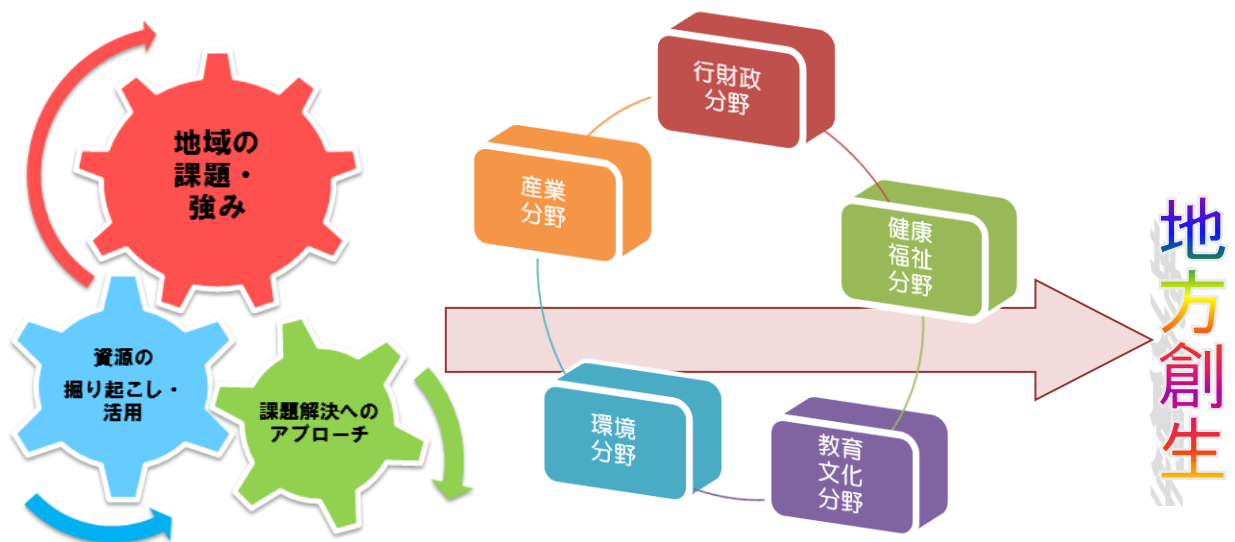 地域の
課題・
強み
資源の
掘り起こし・
活用
課題解決への
アプローチ
行財政
分野
産業
分野
健康
福祉
分野
環境
分野
教育
文化
分野
地方創生